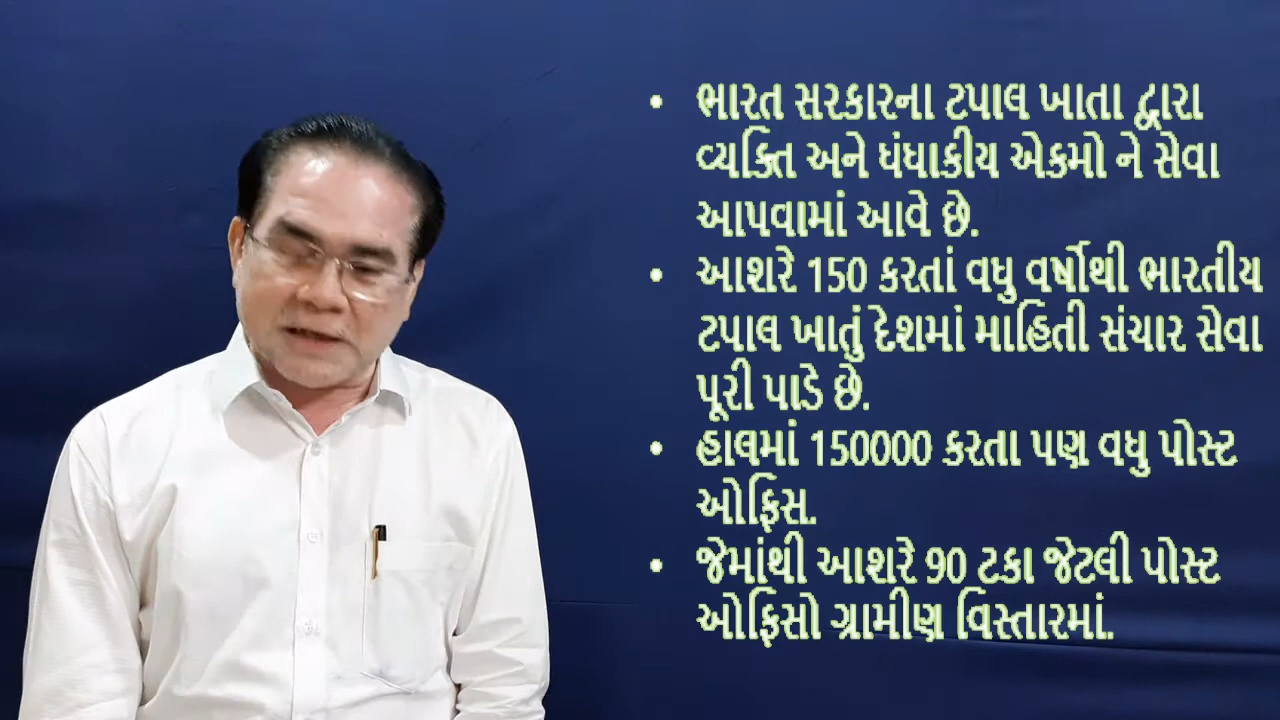 • ભારત સરકારના ટપાલ ખાતા દ્વારા
વ્યક્તિ અને ધંધાકીય એકમો ને સેવા
આપવામાં આવે છે.
• આશરે 150 કરતાં વધુ વર્ષોથી ભારતીય
ટપાલ ખાતું દેશમાં માહિતી સંચાર સેવા
પૂરી પાડે છે.
• હાલમાં 150000 કરતા પણ વધુ પોસ્ટ
ઓફિસ.
• જેમાંથી આશરે 90 ટકા જેટલી પોસ્ટ
ઓફિસો ગ્રામીણ વિસ્તારમાં.